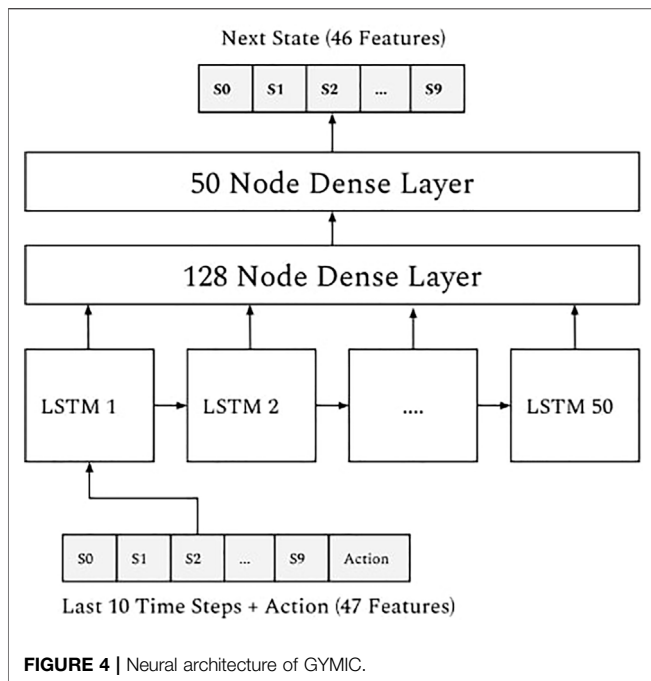 Next State (46 Features)
S0 S1 S2 ... S9
50 Node Dense Layer
128 Node Dense Layer
LSTM 1 LSTM 2 .... LSTM 50
S0 S1 S2 ... S9 Action
Last 10 Time Steps + Action (47 Features)
FIGURE 4 | Neural architecture of GYMIC.